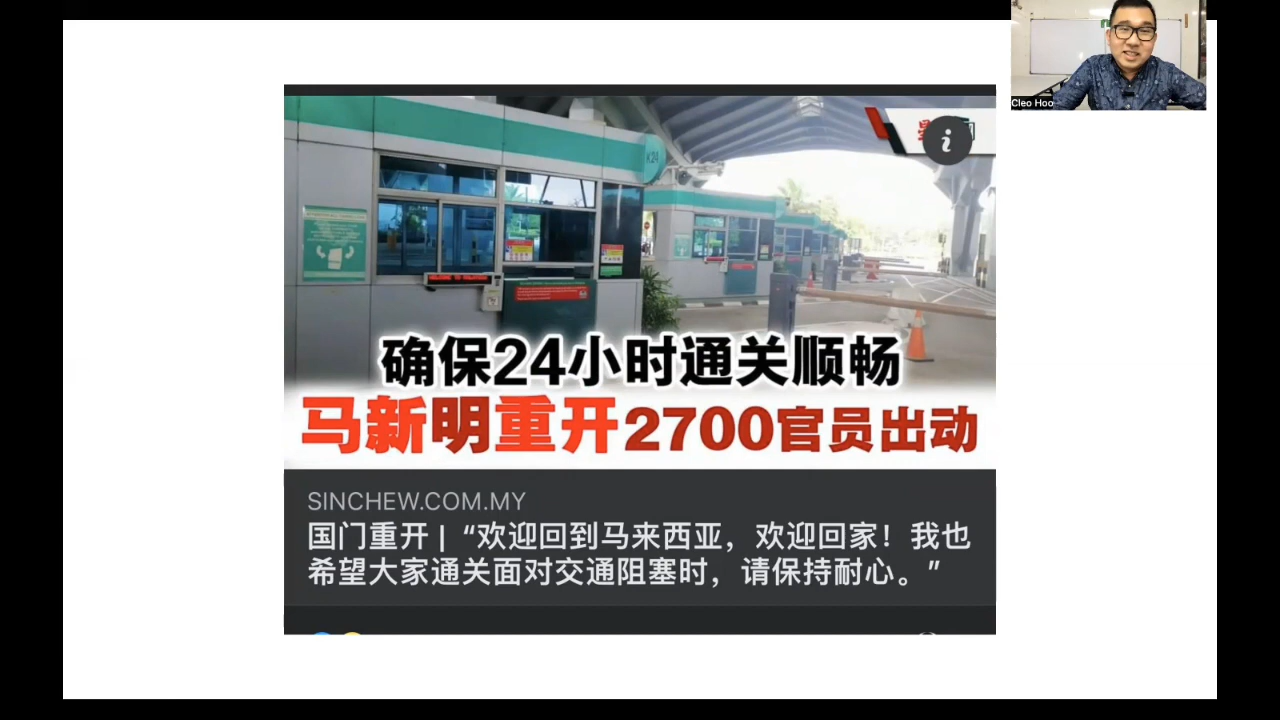 Cleo Hoo
K24
确保24小时通关顺畅
马新明重开2700官员出动
SINCHEW.COM.MY
国门重开 | “欢迎回到马来西亚，欢迎回家！我也
希望大家通关面对交通阻塞时，请保持耐心。”